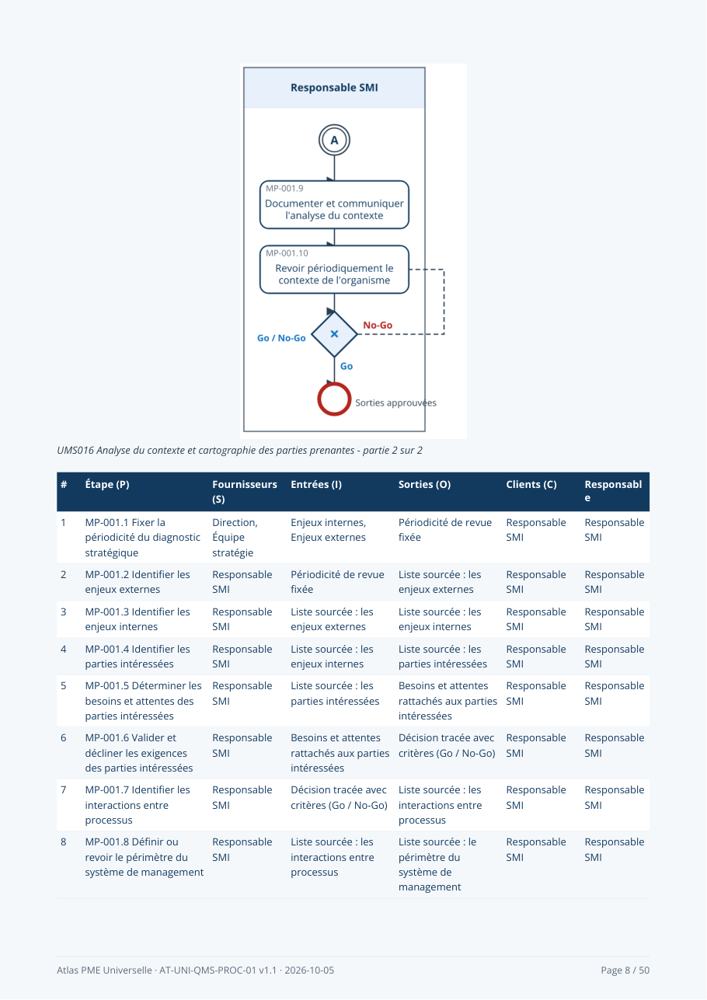 Responsable SMI
A
MP-001.9
Documenter et communiquer
l'analyse du contexte
MP-001.10
Revoir périodiquement le
contexte de l'organisme
No-Go
Go / No-Go
Go
Sorties approuvées
UMS016 Analyse du contexte et cartographie des parties prenantes - partie 2 sur 2
# Étape (P) Fournisseurs Entrées (I) Sorties (O) Clients (C) Responsabl
(S) e
1 MP-001.1 Fixer la Direction, Enjeux internes, Périodicité de revue Responsable Responsable
périodicité du diagnostic Équipe Enjeux externes fixée SMI SMI
stratégique stratégie
2 MP-001.2 Identifier les Responsable Périodicité de revue Liste sourcée : les Responsable Responsable
enjeux externes SMI fixée enjeux externes SMI SMI
3 MP-001.3 Identifier les Responsable Liste sourcée : les Liste sourcée : les Responsable Responsable
enjeux internes SMI enjeux externes enjeux internes SMI SMI
4 MP-001.4 Identifier les Responsable Liste sourcée : les Liste sourcée : les Responsable Responsable
parties intéressées SMI enjeux internes parties intéressées SMI SMI
5 MP-001.5 Déterminer les Responsable Liste sourcée : les Besoins et attentes Responsable Responsable
besoins et attentes des SMI parties intéressées rattachés aux parties SMI SMI
parties intéressées intéressées
6 MP-001.6 Valider et Responsable Besoins et attentes Décision tracée avec Responsable Responsable
décliner les exigences SMI rattachés aux parties critères (Go / No-Go) SMI SMI
des parties intéressées intéressées
7 MP-001.7 Identifier les Responsable Décision tracée avec Liste sourcée : les Responsable Responsable
interactions entre SMI critères (Go / No-Go) interactions entre SMI SMI
processus processus
8 MP-001.8 Définir ou Responsable Liste sourcée : les Liste sourcée : le Responsable Responsable
revoir le périmètre du SMI interactions entre périmètre du SMI SMI
système de management processus système de
management
Atlas PME Universelle · AT-UNI-QMS-PROC-01 v1.1 · 2026-10-05 Page 8 / 50